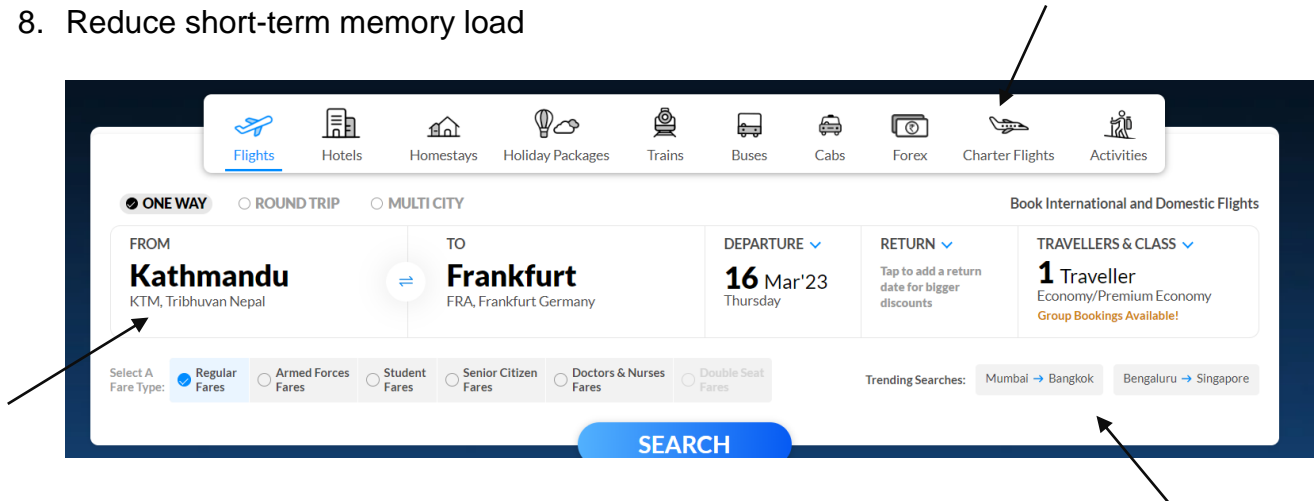 8. Reduce short-term memory load
Flights Hotels Homestays Holiday Packages Trains Buses Cabs Forex Charter Flights Activities
ONE WAY ROUND TRIP MULTI CITY Book International and Domestic Flights
FROM TO DEPARTURE RETURN TRAVELLERS & CLASS
Kathmandu Frankfurt 16 Mar'23 Tap to add a return date for bigger discounts 1 Traveller
KTM, Tribhuvan Nepal FRA, Frankfurt Germany Thursday Economy/Premium Economy
Group Bookings Available!
Select A Fare Type: Regular Fares Armed Forces Fares Student Fares Senior Citizen Fares Doctors & Nurses Fares Double Seat Fares Trending Searches: Mumbai → Bangkok Bengaluru → Singapore
SEARCH